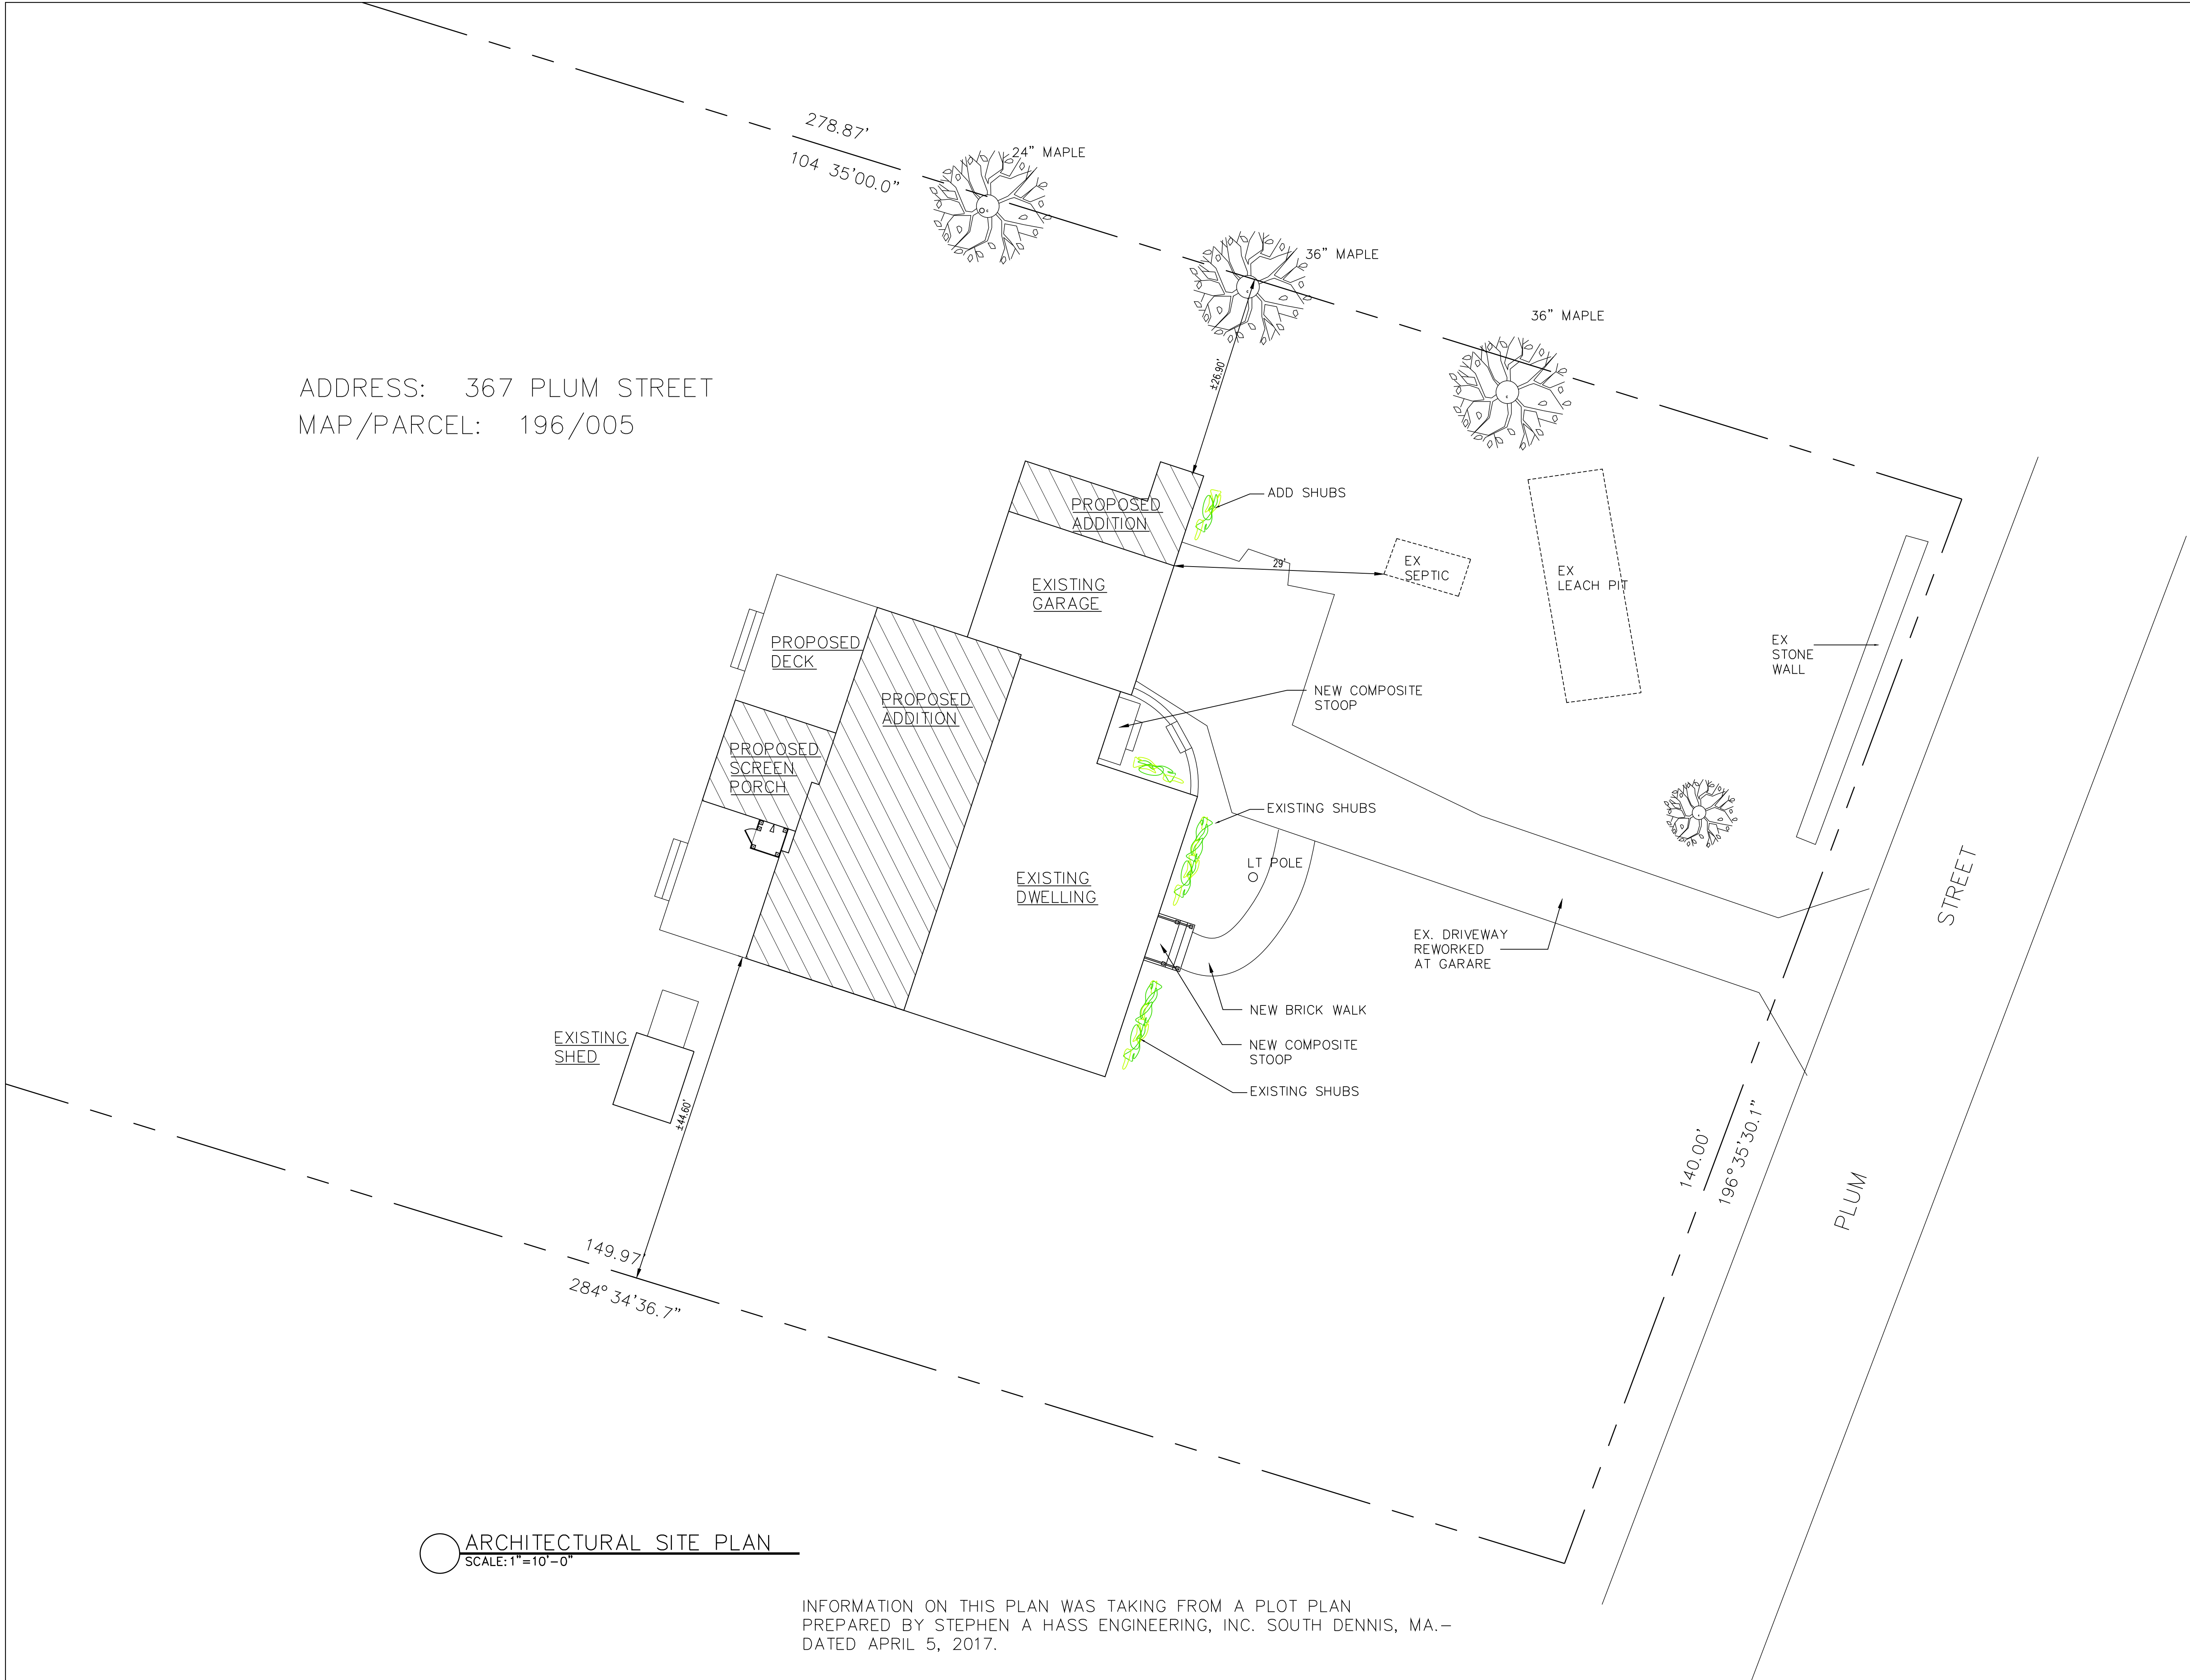 278.87'
104 35'00.0"
24" MAPLE
36" MAPLE
36" MAPLE
ADDRESS: 367 PLUM STREET
MAP/PARCEL: 196/005
±26.90'
PROPOSED
ADDITION
ADD SHUBS
29'
EX
SEPTIC
EX
LEACH PIT
EXISTING
GARAGE
EX
STONE
WALL
PROPOSED
DECK
PROPOSED
ADDITION
NEW COMPOSITE
STOOP
PROPOSED
SCREEN
PORCH
EXISTING SHUBS
LT POLE
EXISTING
DWELLING
STREET
EX. DRIVEWAY
REWORKED
AT GARARE
NEW BRICK WALK
NEW COMPOSITE
STOOP
EXISTING SHUBS
EXISTING
SHED
±44.60'
140.00'
196°35'30.1"
PLUM
149.97'
284°34'36.7"
ARCHITECTURAL SITE PLAN
SCALE: 1"=10'-0"
INFORMATION ON THIS PLAN WAS TAKING FROM A PLOT PLAN
PREPARED BY STEPHEN A HASS ENGINEERING, INC. SOUTH DENNIS, MA.-
DATED APRIL 5, 2017.